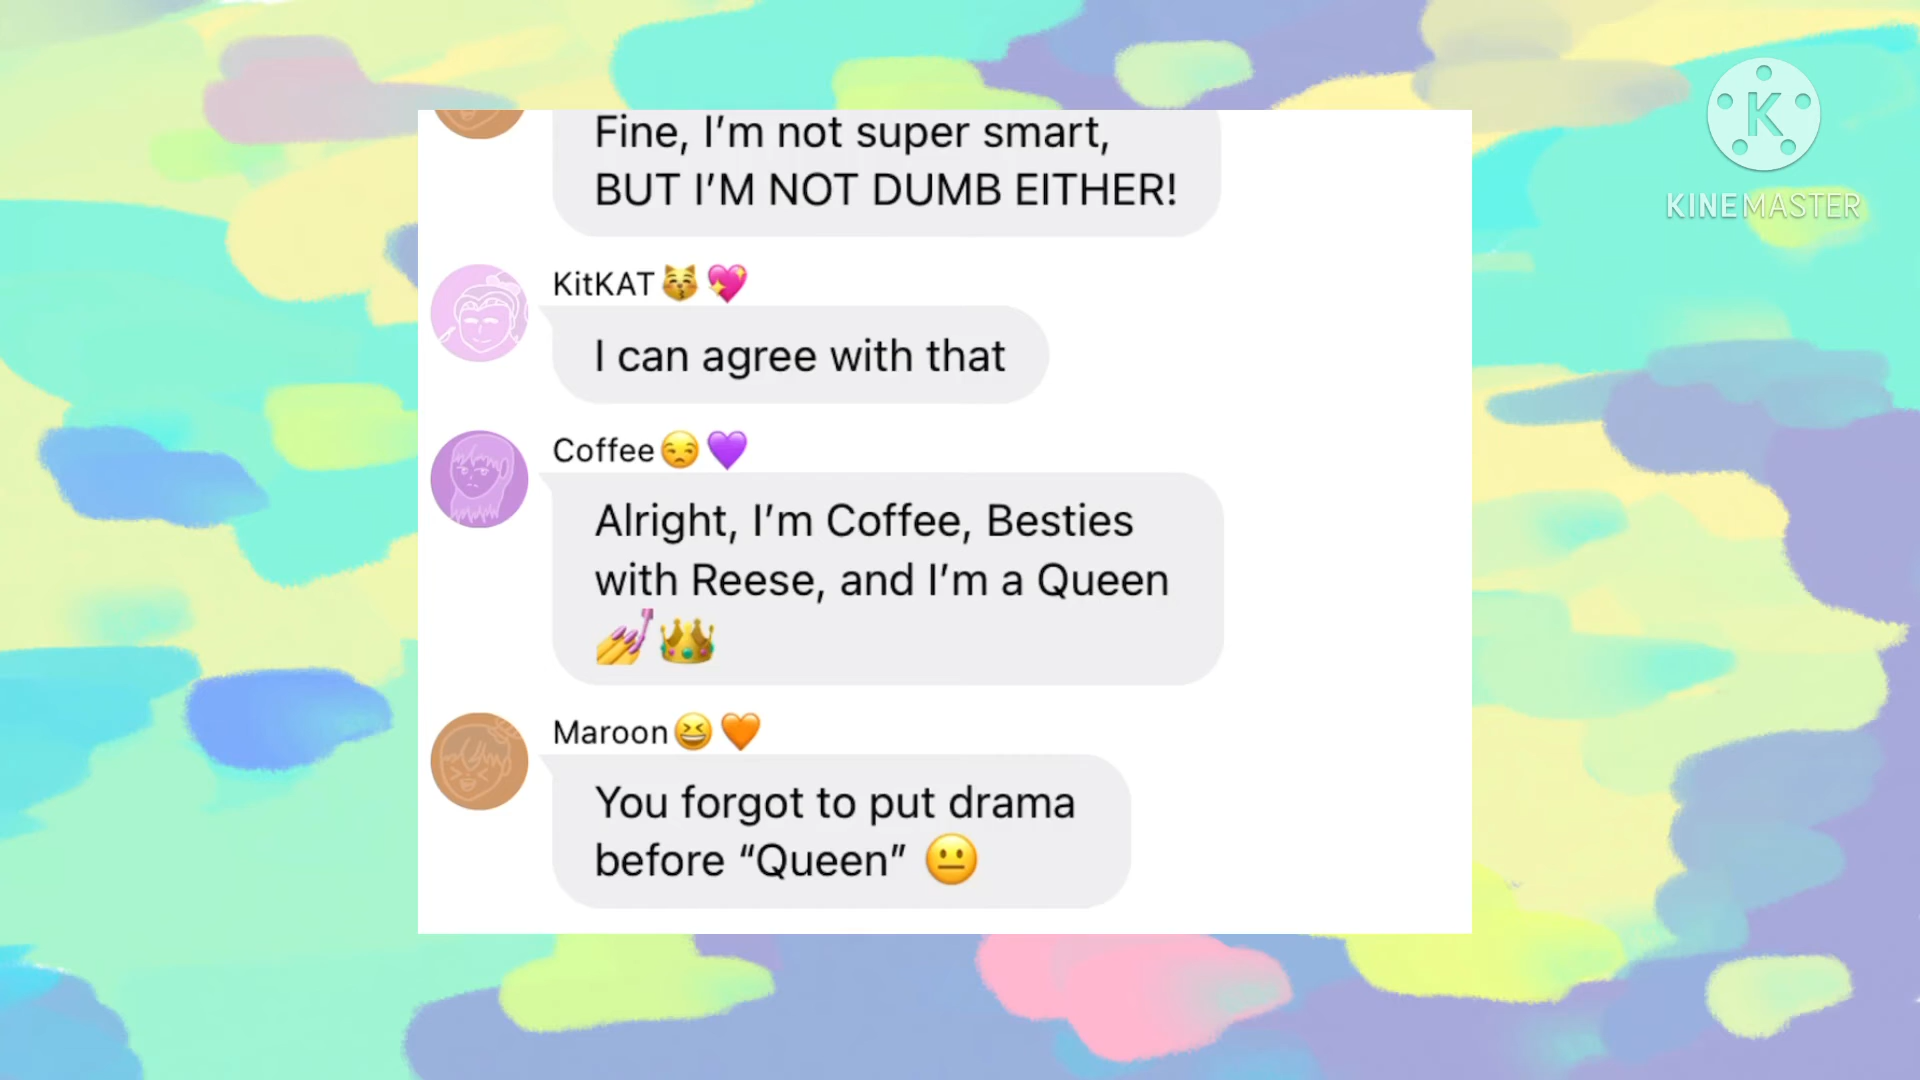 Fine, I’m not super smart,
BUT I’M NOT DUMB EITHER!
KitKAT😽💖
I can agree with that
Coffee😒💜
Alright, I’m Coffee, Besties
with Reese, and I’m a Queen
💅👑
Maroon😆🧡
You forgot to put drama
before “Queen” 😐
K
KINEMASTER